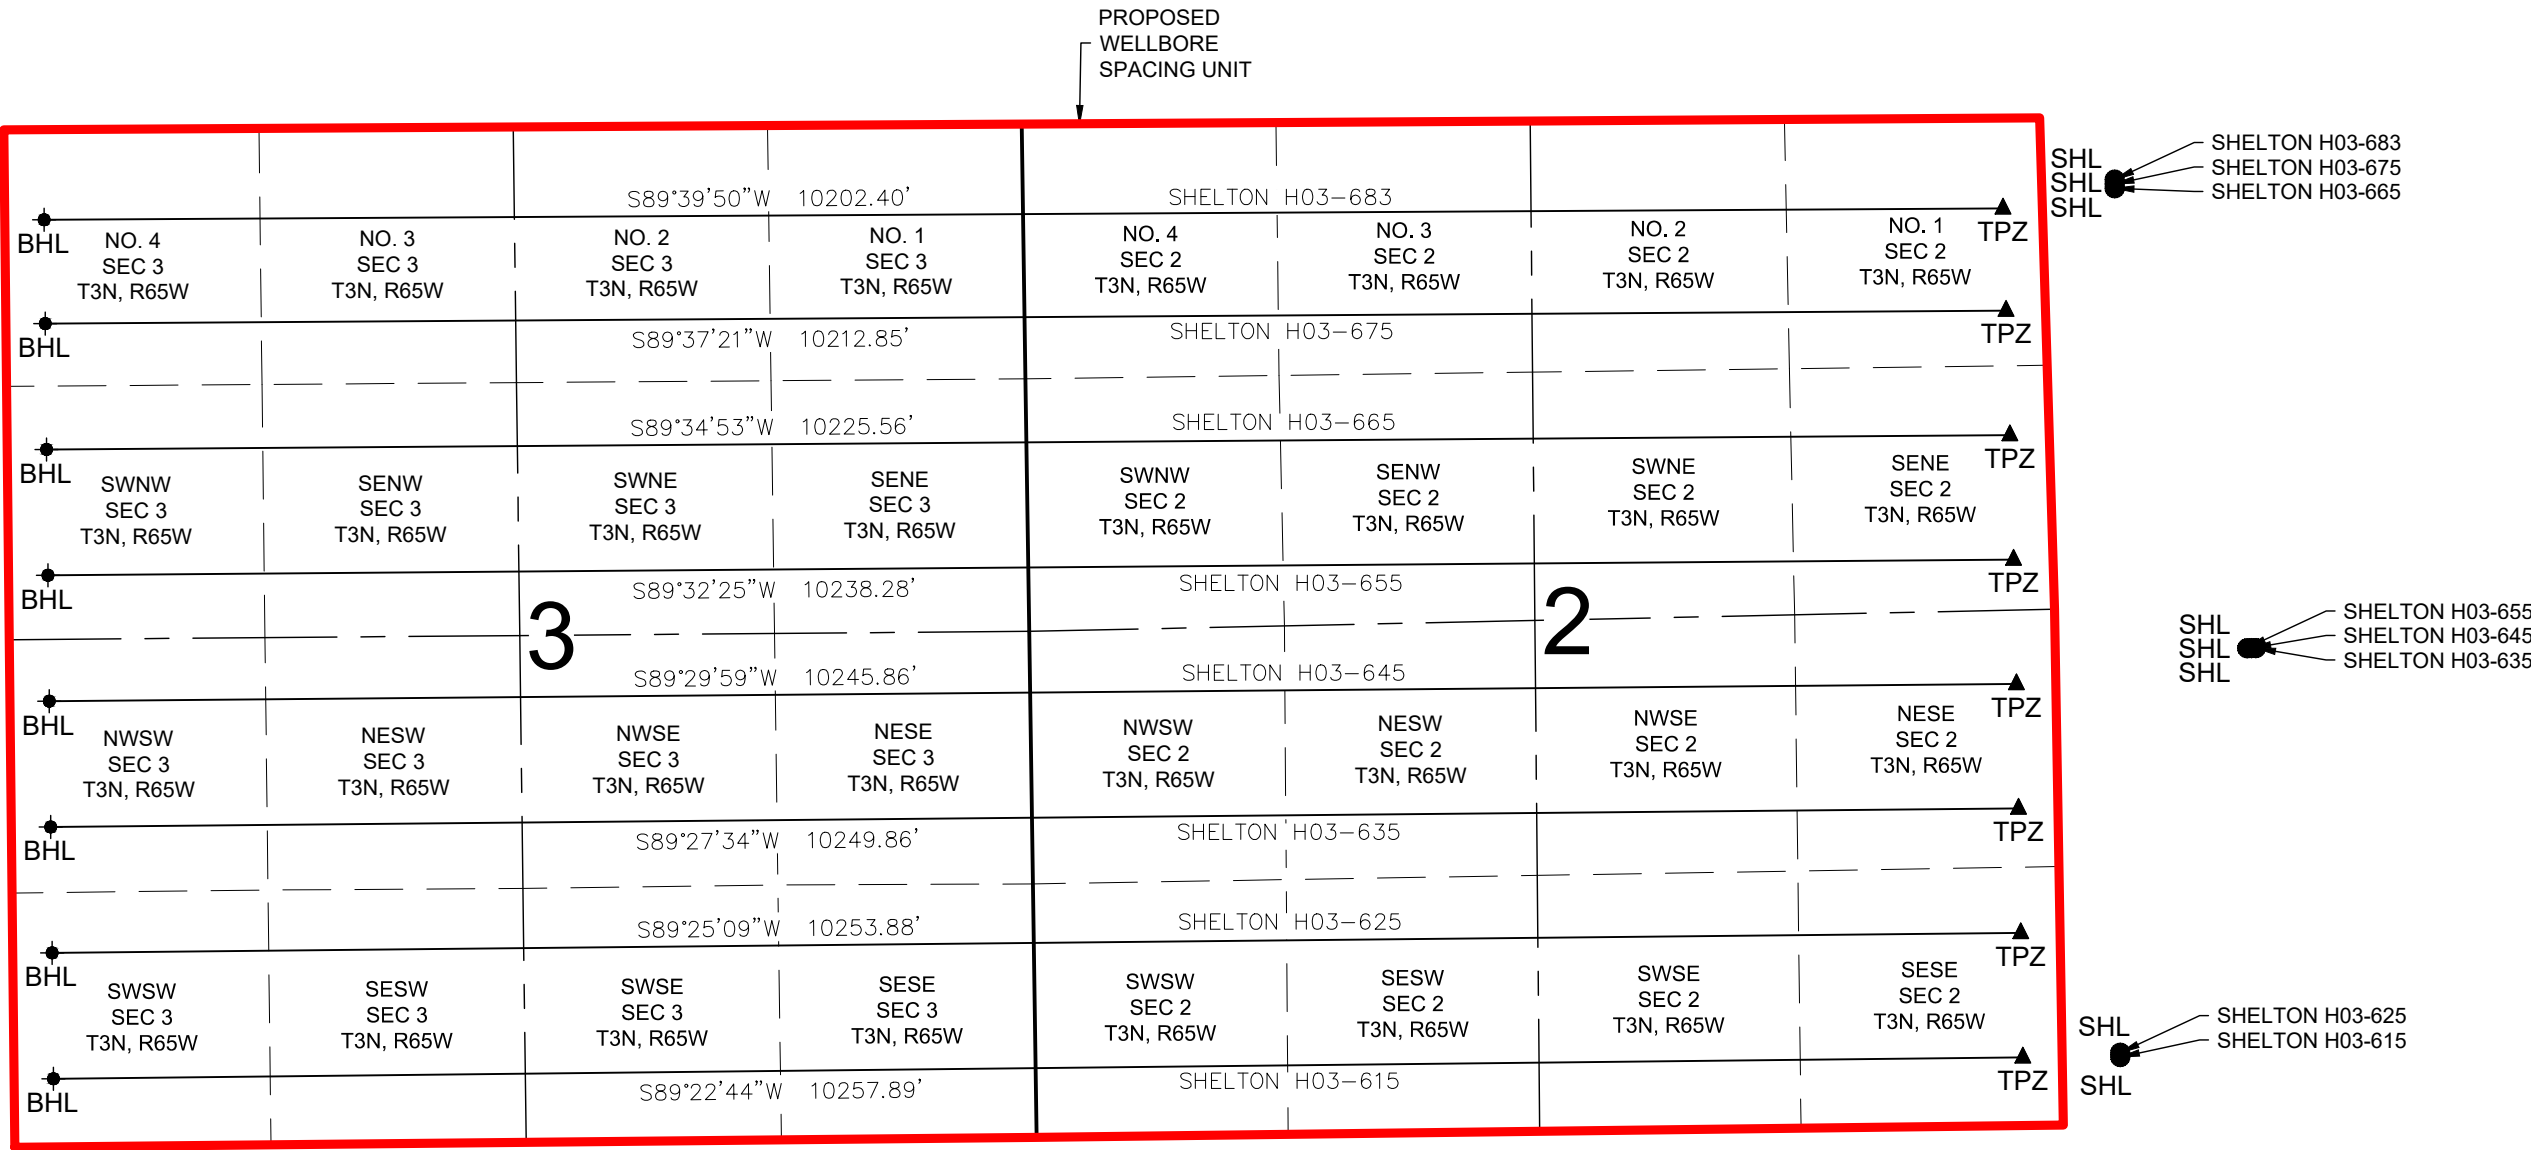 PROPOSED
WELLBORE
SPACING UNIT
SHL
SHL
SHL
SHELTON H03-683
SHELTON H03-675
SHELTON H03-665
S89°39'50"W 10202.40' SHELTON H03-683
BHL
TPZ
NO. 4
SEC 3
T3N, R65W
NO. 3
SEC 3
T3N, R65W
NO. 2
SEC 3
T3N, R65W
NO. 1
SEC 3
T3N, R65W
NO. 4
SEC 2
T3N, R65W
NO. 3
SEC 2
T3N, R65W
NO. 2
SEC 2
T3N, R65W
NO. 1
SEC 2
T3N, R65W
BHL
S89°37'21"W 10212.85' SHELTON H03-675
TPZ
S89°34'53"W 10225.56' SHELTON H03-665
BHL
TPZ
SWNW
SEC 3
T3N, R65W
SENW
SEC 3
T3N, R65W
SWNE
SEC 3
T3N, R65W
SENE
SEC 3
T3N, R65W
SWNW
SEC 2
T3N, R65W
SENW
SEC 2
T3N, R65W
SWNE
SEC 2
T3N, R65W
SENE
SEC 2
T3N, R65W
BHL
S89°32'25"W 10238.28' SHELTON H03-655
TPZ
3
2
SHL
SHL
SHL
SHELTON H03-655
SHELTON H03-645
SHELTON H03-635
S89°29'59"W 10245.86' SHELTON H03-645
BHL
TPZ
NWSW
SEC 3
T3N, R65W
NESW
SEC 3
T3N, R65W
NWSE
SEC 3
T3N, R65W
NESE
SEC 3
T3N, R65W
NWSW
SEC 2
T3N, R65W
NESW
SEC 2
T3N, R65W
NWSE
SEC 2
T3N, R65W
NESE
SEC 2
T3N, R65W
BHL
S89°27'34"W 10249.86' SHELTON H03-635
TPZ
S89°25'09"W 10253.88' SHELTON H03-625
BHL
TPZ
SWSW
SEC 3
T3N, R65W
SESW
SEC 3
T3N, R65W
SWSE
SEC 3
T3N, R65W
SESE
SEC 3
T3N, R65W
SWSW
SEC 2
T3N, R65W
SESW
SEC 2
T3N, R65W
SWSE
SEC 2
T3N, R65W
SESE
SEC 2
T3N, R65W
SHL
SHL
SHELTON H03-625
SHELTON H03-615
BHL
S89°22'44"W 10257.89' SHELTON H03-615
TPZ